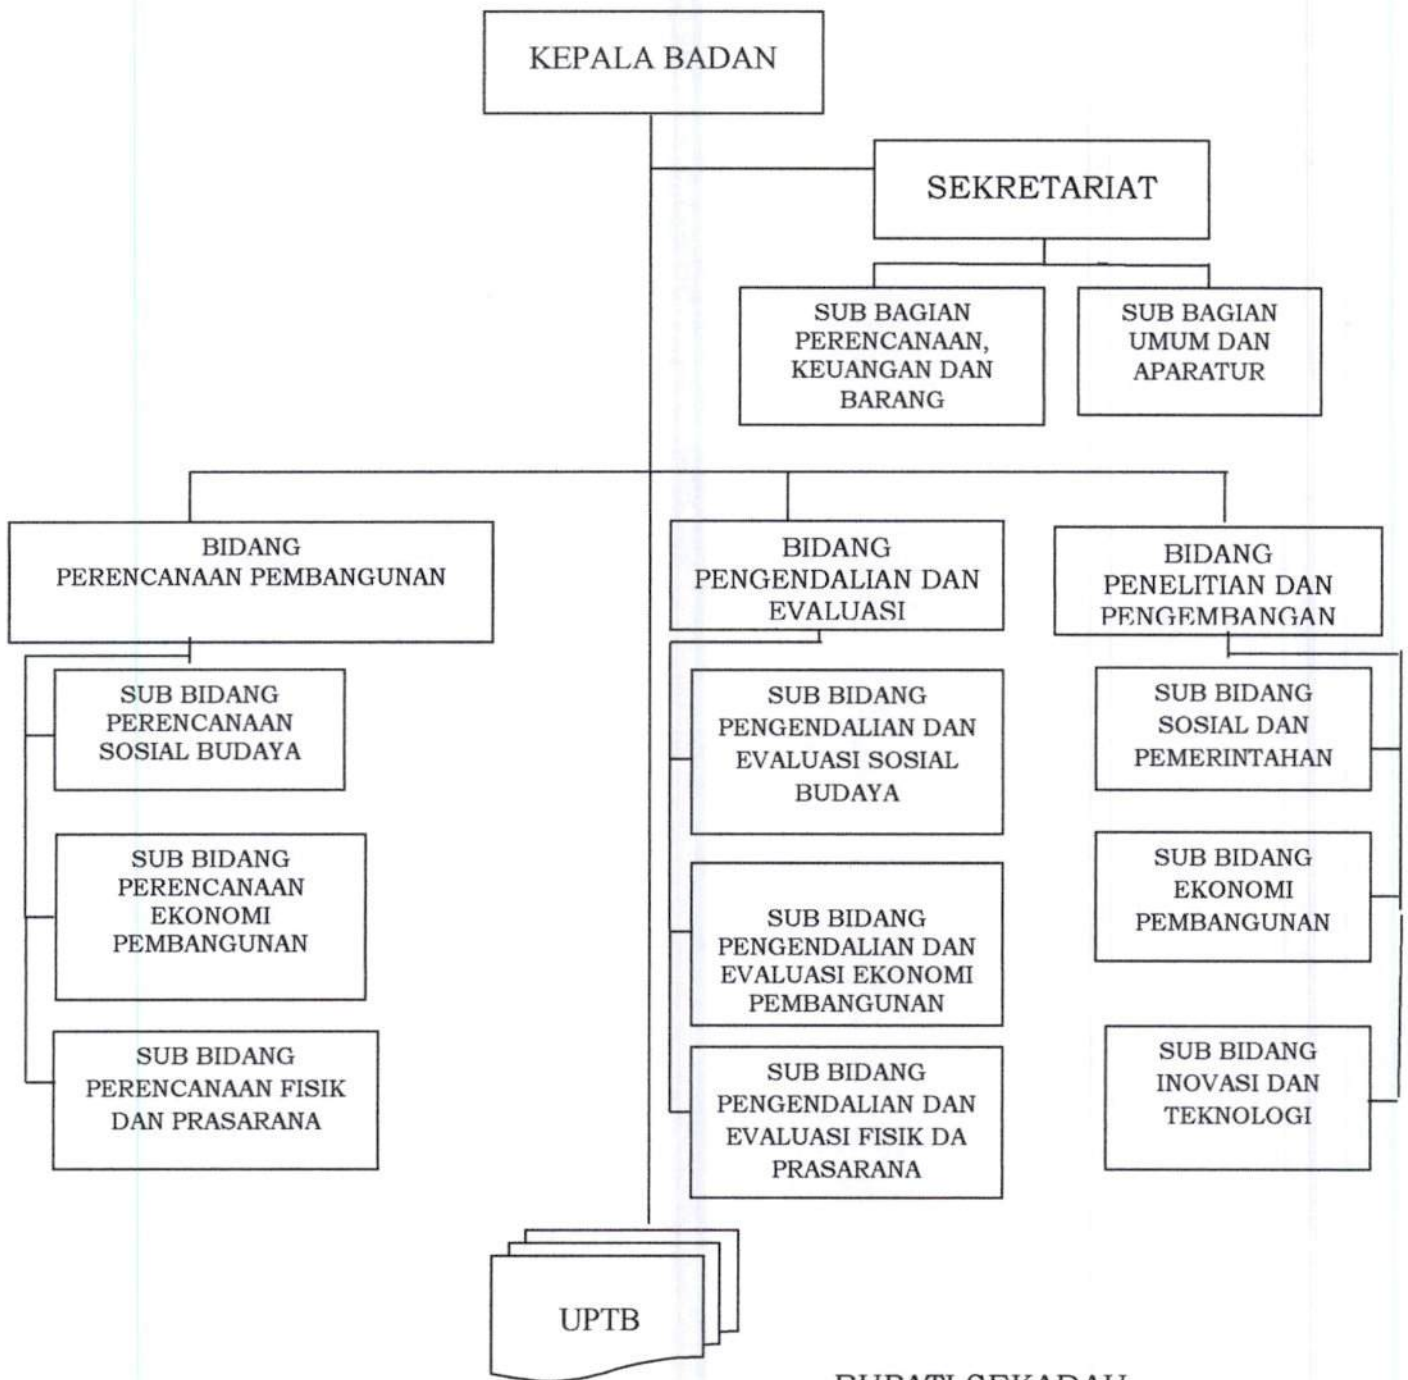 KEPALA BADAN
SEKRETARIAT
SUB BAGIAN
PERENCANAAN,
KEUANGAN DAN
BARANG
SUB BAGIAN
UMUM DAN
APARATUR
BIDANG
PERENCANAAN PEMBANGUNAN
BIDANG
PENGENDALIAN DAN
EVALUASI
BIDANG
PENELITIAN DAN
PENGEMBANGAN
SUB BIDANG
PERENCANAAN
SOSIAL BUDAYA
SUB BIDANG
PENGENDALIAN DAN
EVALUASI SOSIAL
BUDAYA
SUB BIDANG
SOSIAL DAN
PEMERINTAHAN
SUB BIDANG
PERENCANAAN
EKONOMI
PEMBANGUNAN
SUB BIDANG
PENGENDALIAN DAN
EVALUASI EKONOMI
PEMBANGUNAN
SUB BIDANG
EKONOMI
PEMBANGUNAN
SUB BIDANG
PERENCANAAN FISIK
DAN PRASARANA
SUB BIDANG
PENGENDALIAN DAN
EVALUASI FISIK DA
PRASARANA
SUB BIDANG
INOVASI DAN
TEKNOLOGI
UPTB
BUPATI SEKADAU